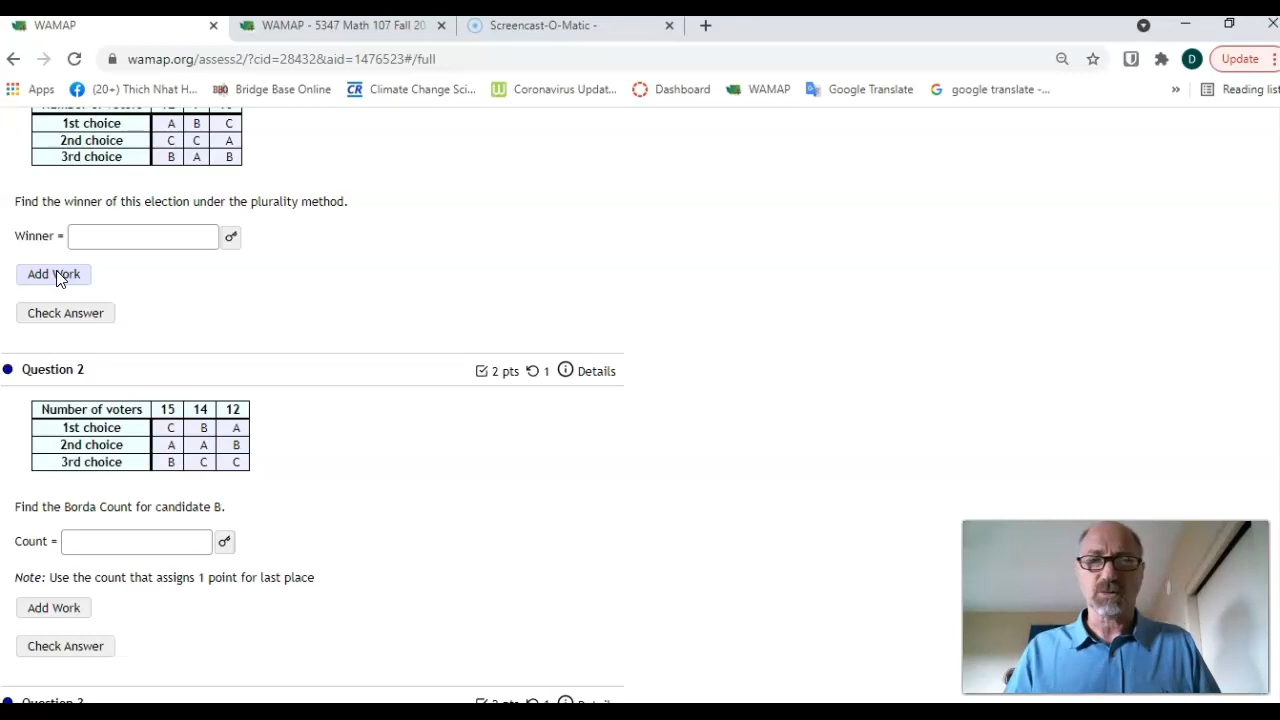 WAMAP
WAMAP - 5347 Math 107 Fall 20
Screencast-O-Matic -
wamap.org/assess2/?cid=28432&aid=1476523#/full
D
Update
Apps
(20+) Thich Nhat H...
BBO Bridge Base Online
CR Climate Change Sci...
Coronavirus Updat...
Dashboard
WAMAP
Google Translate
G google translate -...
»
Reading list
1st choice A B C
2nd choice C C A
3rd choice B A B
Find the winner of this election under the plurality method.
Winner =
Add Work
Check Answer
Question 2
2 pts 1 Details
Number of voters 15 14 12
1st choice C B A
2nd choice A A B
3rd choice B C C
Find the Borda Count for candidate B.
Count =
Note: Use the count that assigns 1 point for last place
Add Work
Check Answer